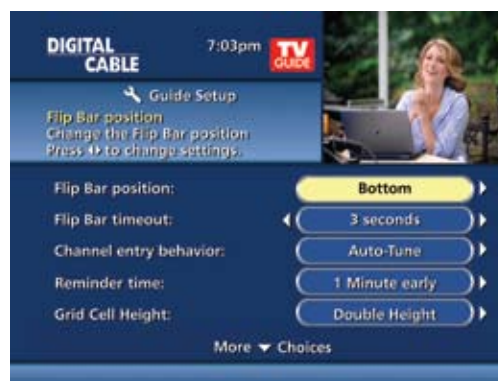 DIGITAL
CABLE
7:03pm
TV
GUIDE
Guide Setup
Flip Bar position
Change the Flip Bar position
Press ◂▸ to change settings.
Flip Bar position: Bottom
Flip Bar timeout: 3 seconds
Channel entry behavior: Auto-Tune
Reminder time: 1 Minute early
Grid Cell Height: Double Height
More ▾ Choices